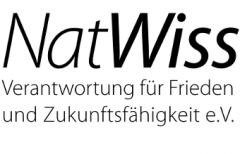 NatWiss
Verantwortung für Frieden
und Zukunftsfähigkeit e.V.